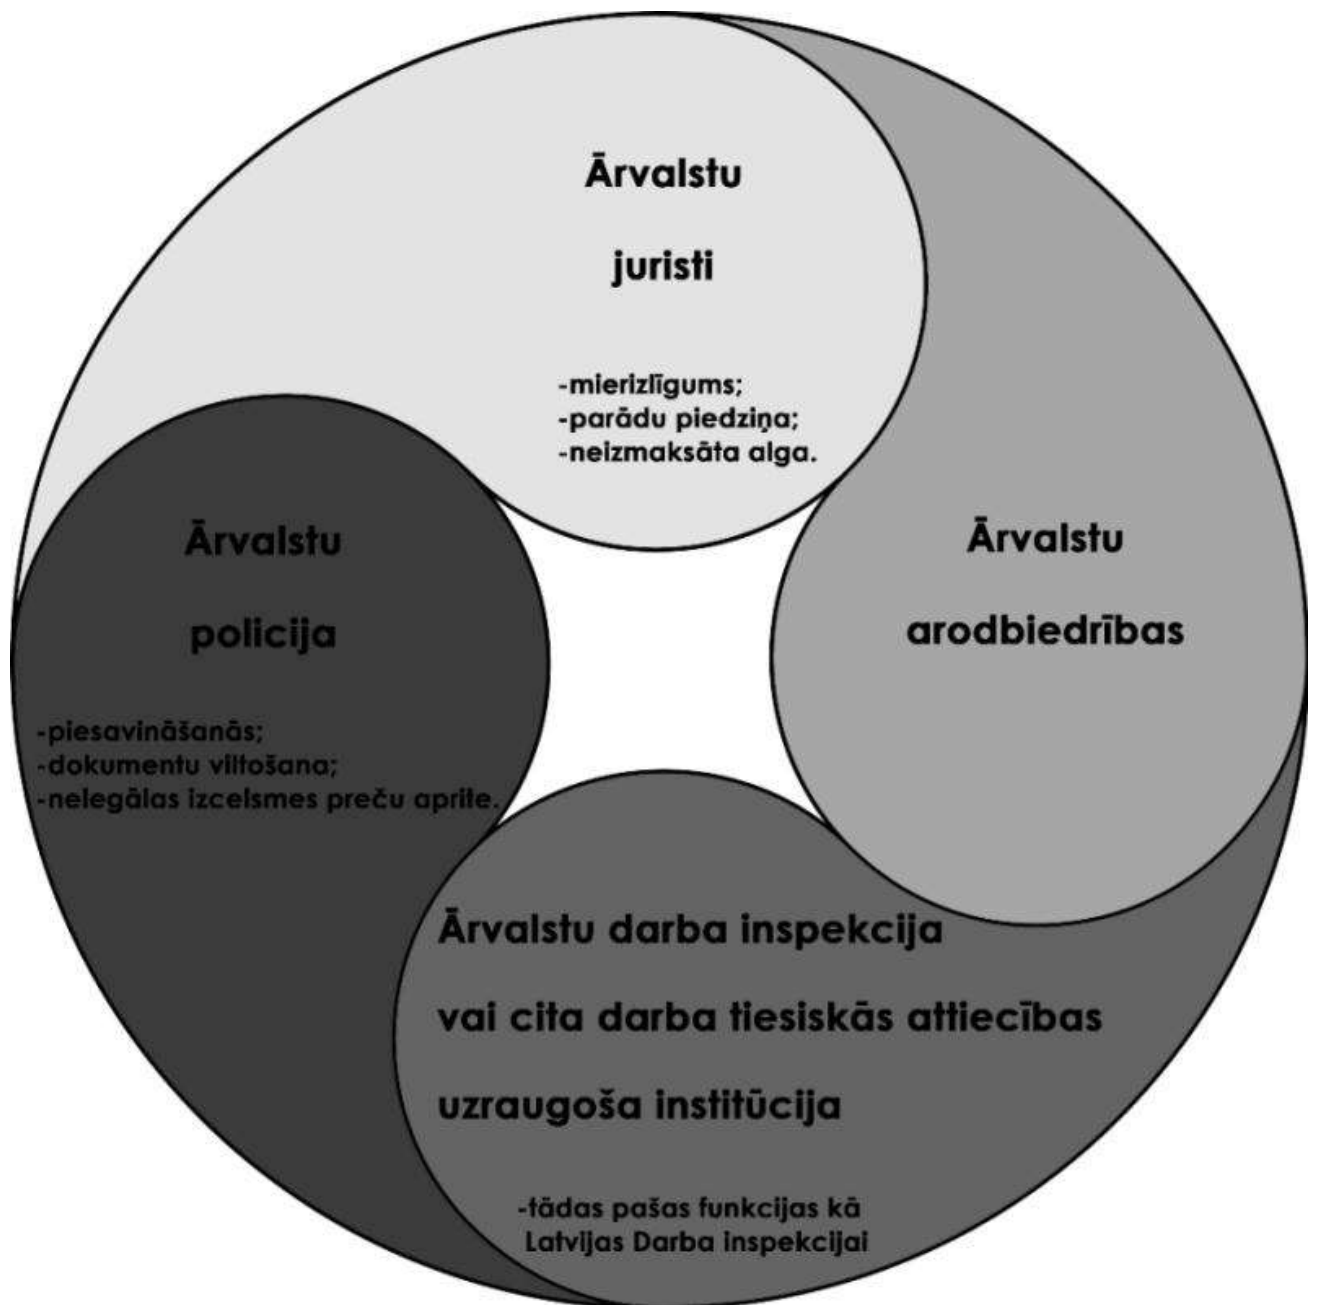 Ārvalstu
juristi
-mierizlīgums;
-parādu piedziņa;
-neizmaksāta alga.
Ārvalstu
policija
-piesavināšanās;
-dokumentu viltošana;
-nelegālas izcelsmes preču aprite.
Ārvalstu
arodbiedrības
Ārvalstu darba inspekcija
vai cita darba tiesiskās attiecības
uzraugoša institūcija
-tādas pašas funkcijas kā
Latvijas Darba inspekcijai